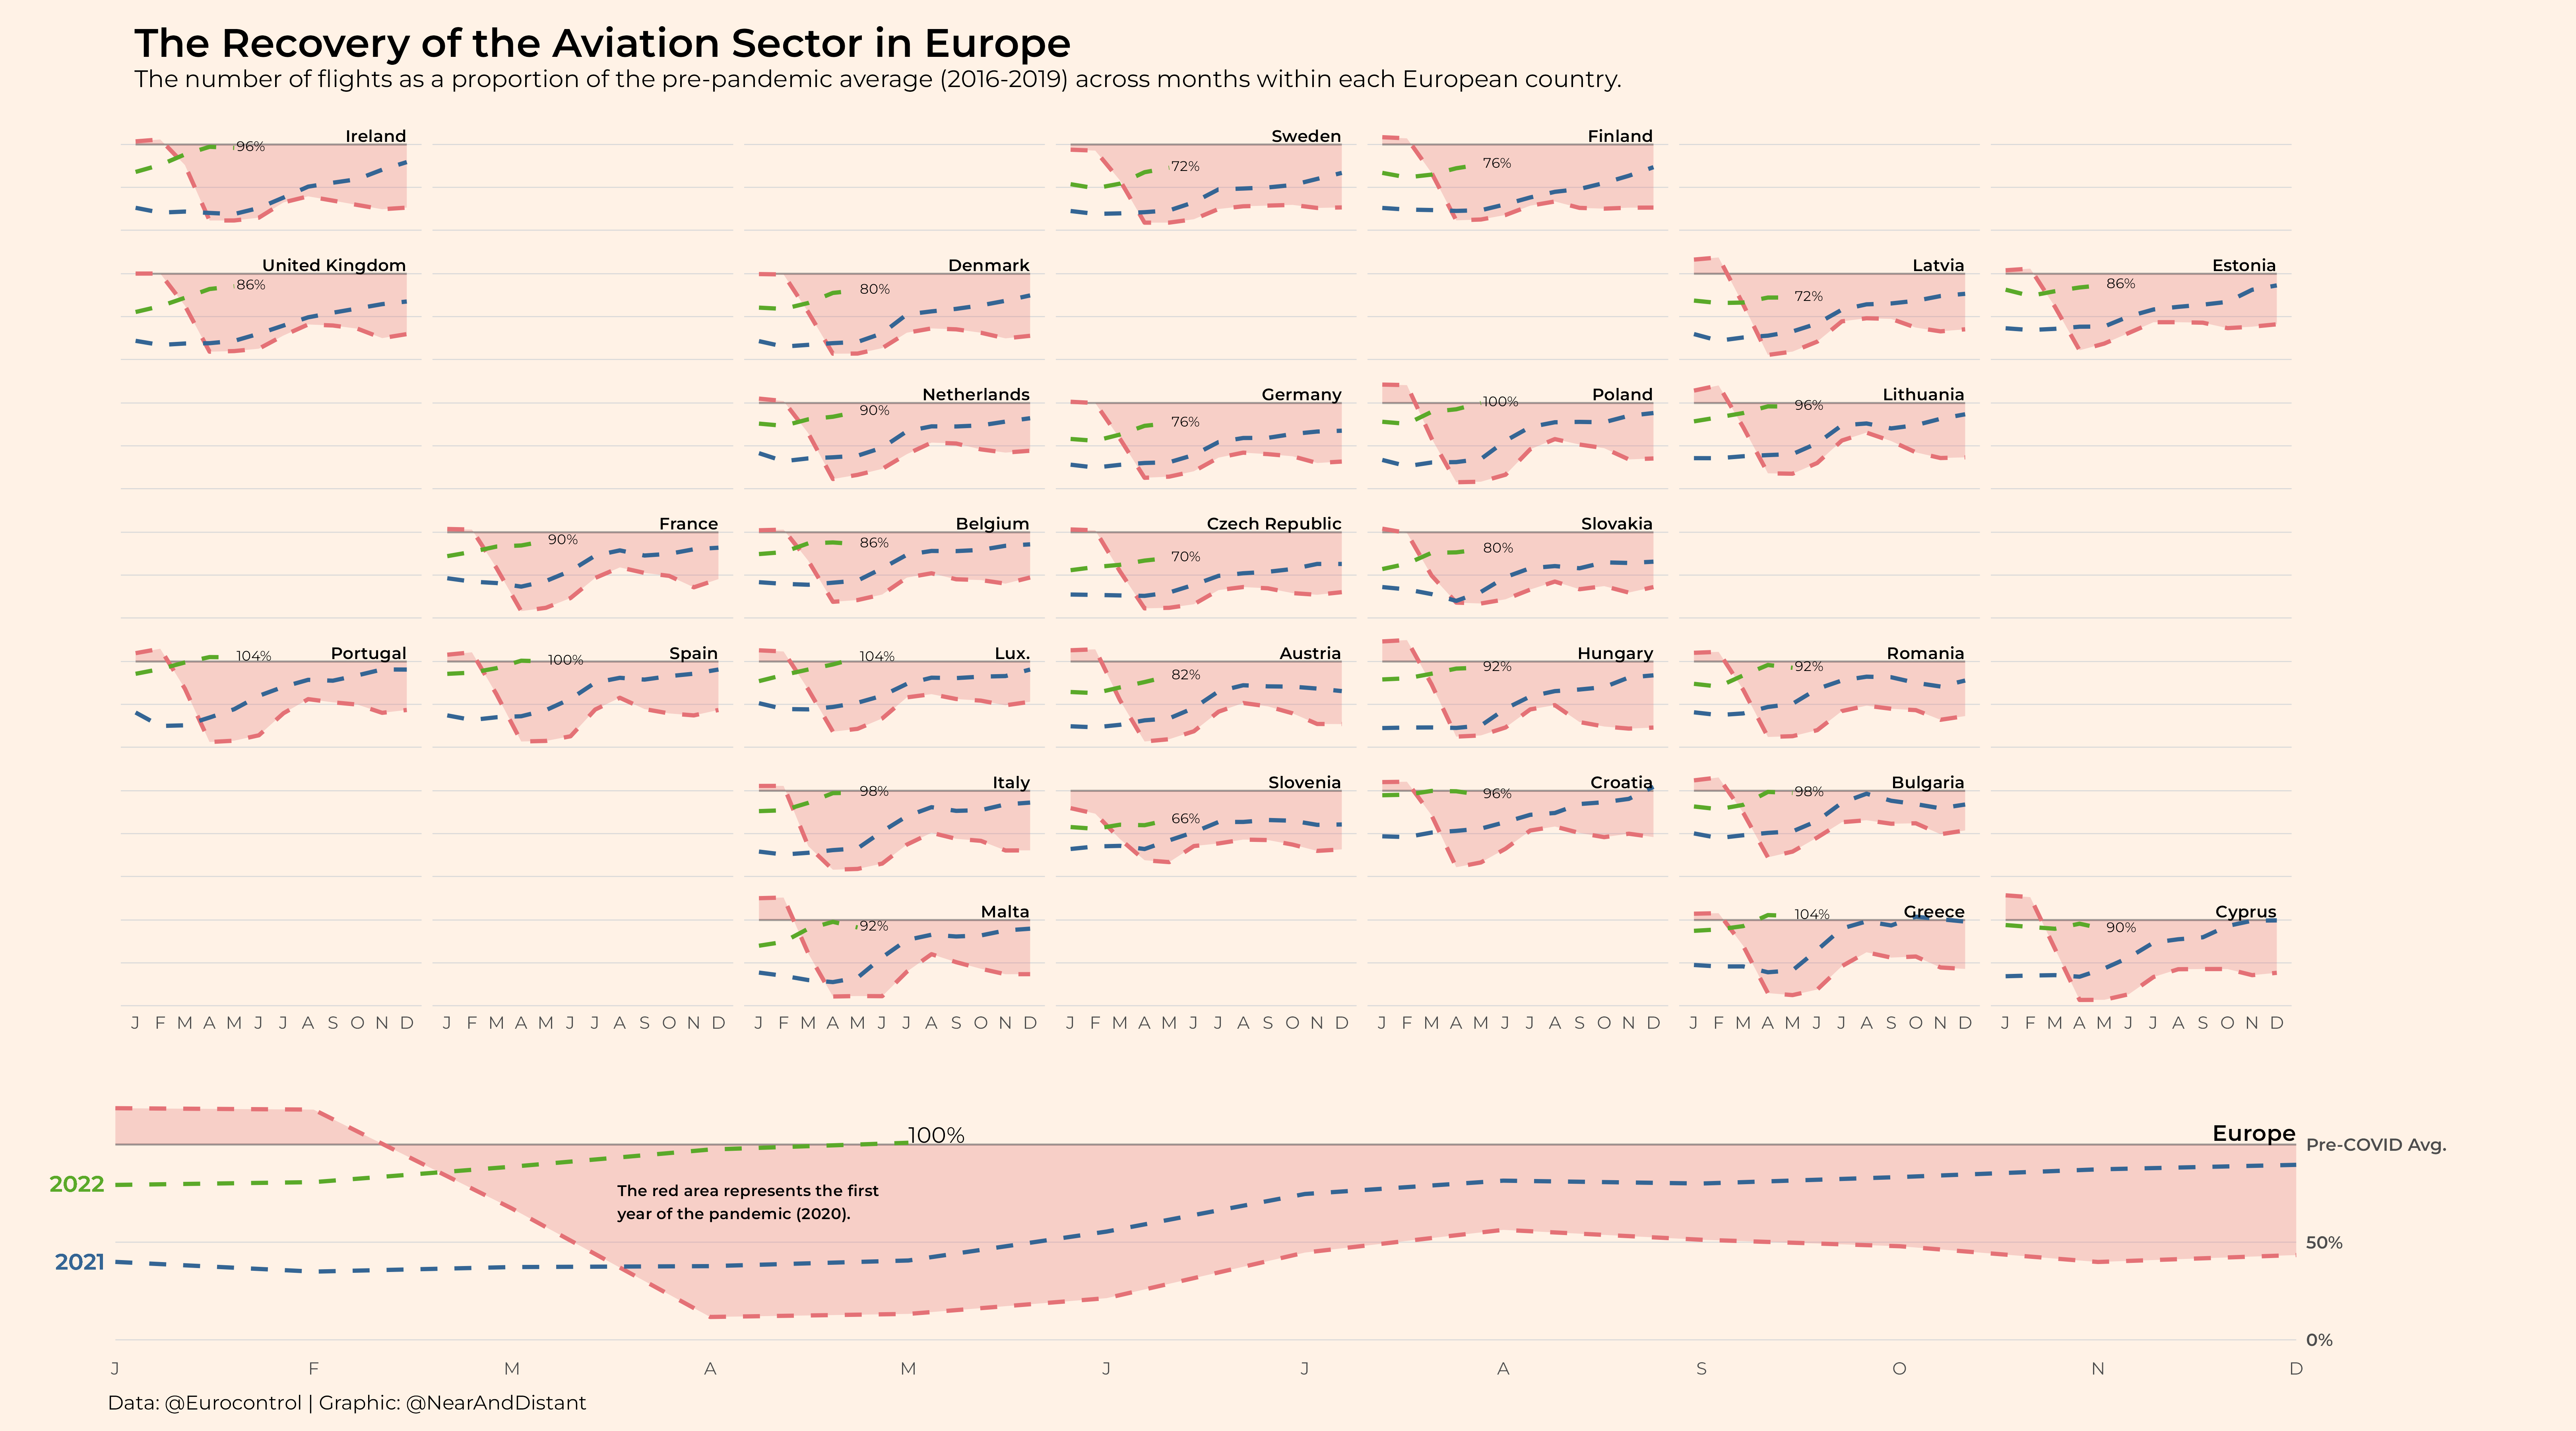 The Recovery of the Aviation Sector in Europe
The number of flights as a proportion of the pre-pandemic average (2016-2019) across months within each European country.
Ireland
96%
Sweden
72%
Finland
76%
United Kingdom
86%
Denmark
80%
Latvia
72%
Estonia
86%
Netherlands
90%
Germany
76%
Poland
100%
Lithuania
96%
France
90%
Belgium
86%
Czech Republic
70%
Slovakia
80%
Portugal
104%
Spain
100%
Lux.
104%
Austria
82%
Hungary
92%
Romania
92%
Italy
98%
Slovenia
66%
Croatia
96%
Bulgaria
98%
Malta
92%
Greece
104%
Cyprus
90%
J F M A M J J A S O N D
J F M A M J J A S O N D
J F M A M J J A S O N D
J F M A M J J A S O N D
J F M A M J J A S O N D
J F M A M J J A S O N D
J F M A M J J A S O N D
100%
Europe
Pre-COVID Avg.
2022
The red area represents the first
year of the pandemic (2020).
50%
2021
0%
J F M A M J J A S O N D
Data: @Eurocontrol | Graphic: @NearAndDistant